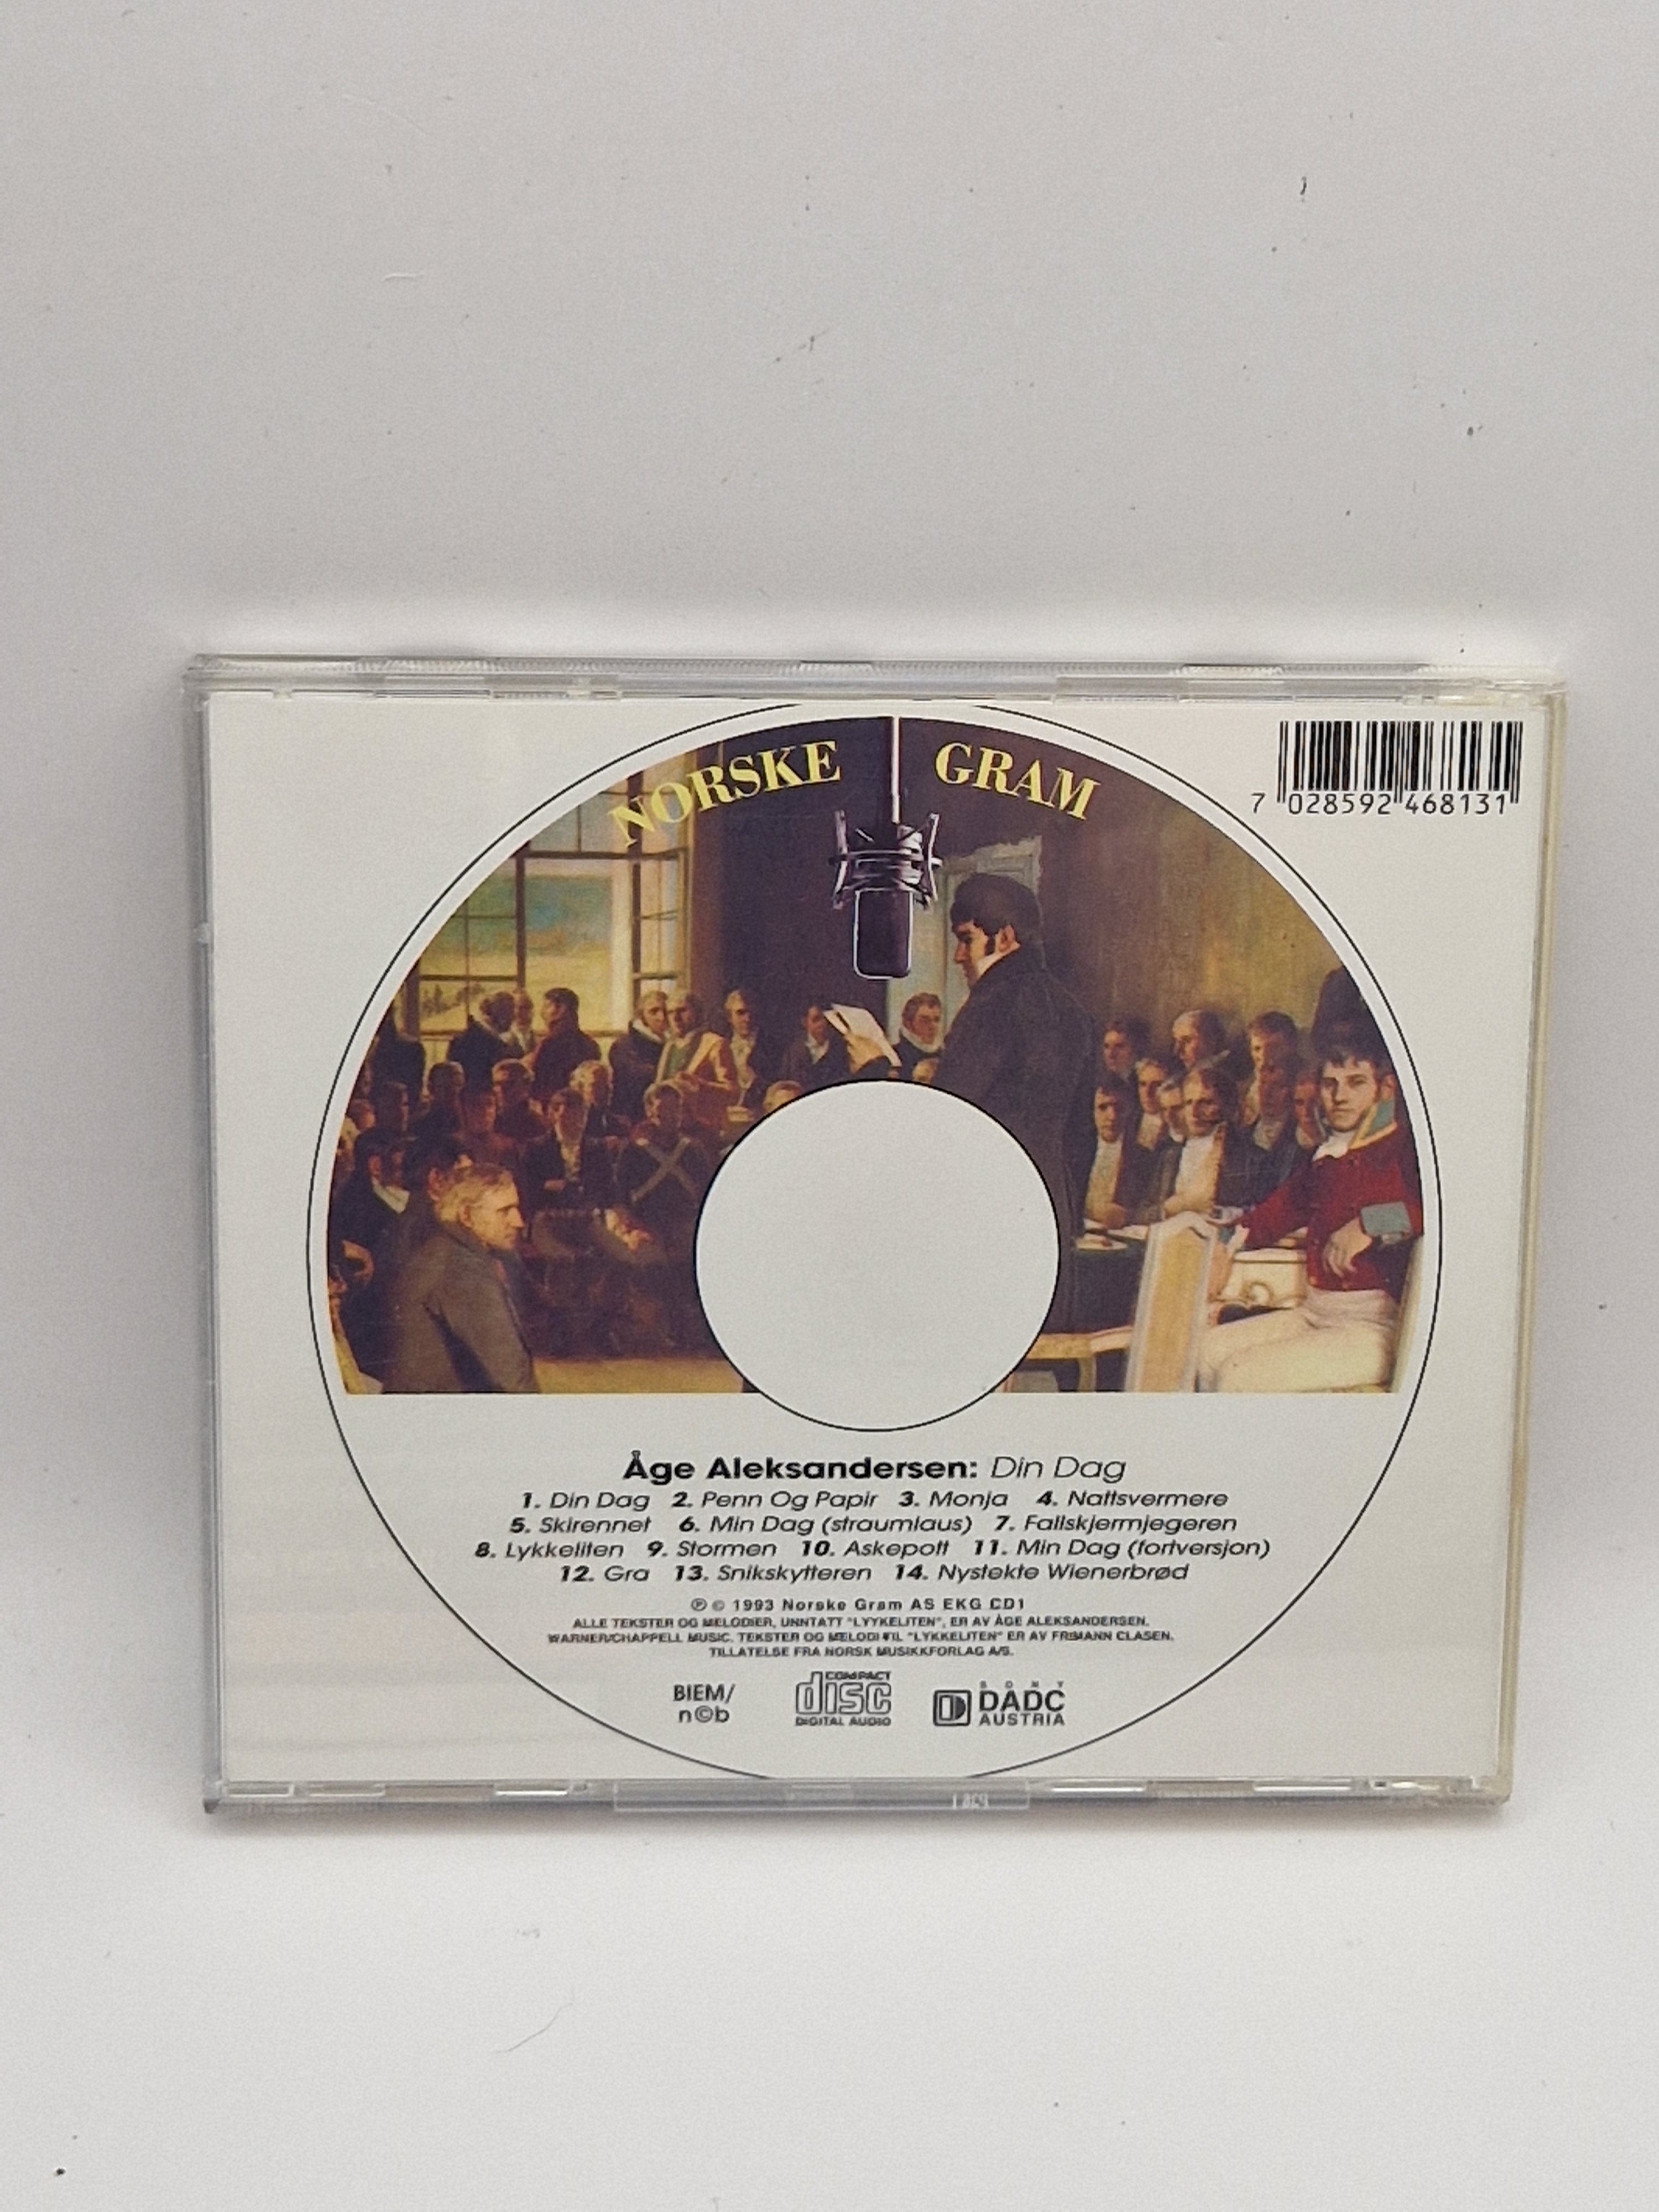 NORSKE GRAM
7 028592 468131
Åge Aleksandersen: Din Dag
1. Din Dag 2. Penn Og Papir 3. Monja 4. Nattsvermere
5. Skirennet 6. Min Dag (straumlaus) 7. Fallskjermjegeren
8. Lykkeliten 9. Stormen 10. Askepott 11. Min Dag (fortversjon)
12. Gra 13. Snikskytteren 14. Nystekte Wienerbrød
℗ © 1993 Norske Gram AS EKG CD1
ALLE TEKSTER OG MELODIER, UNNTATT "LYYKELITEN", ER AV ÅGE ALEKSANDERSEN.
WARNER/CHAPPELL MUSIC. TEKSTER OG MELODI TIL "LYKKELITEN" ER AV FRIMANN CLASEN.
TILLATELSE FRA NORSK MUSIKKFORLAG A/S.
BIEM/
n©b
COMPACT
disc
DIGITAL AUDIO
SONY
DADC
AUSTRIA